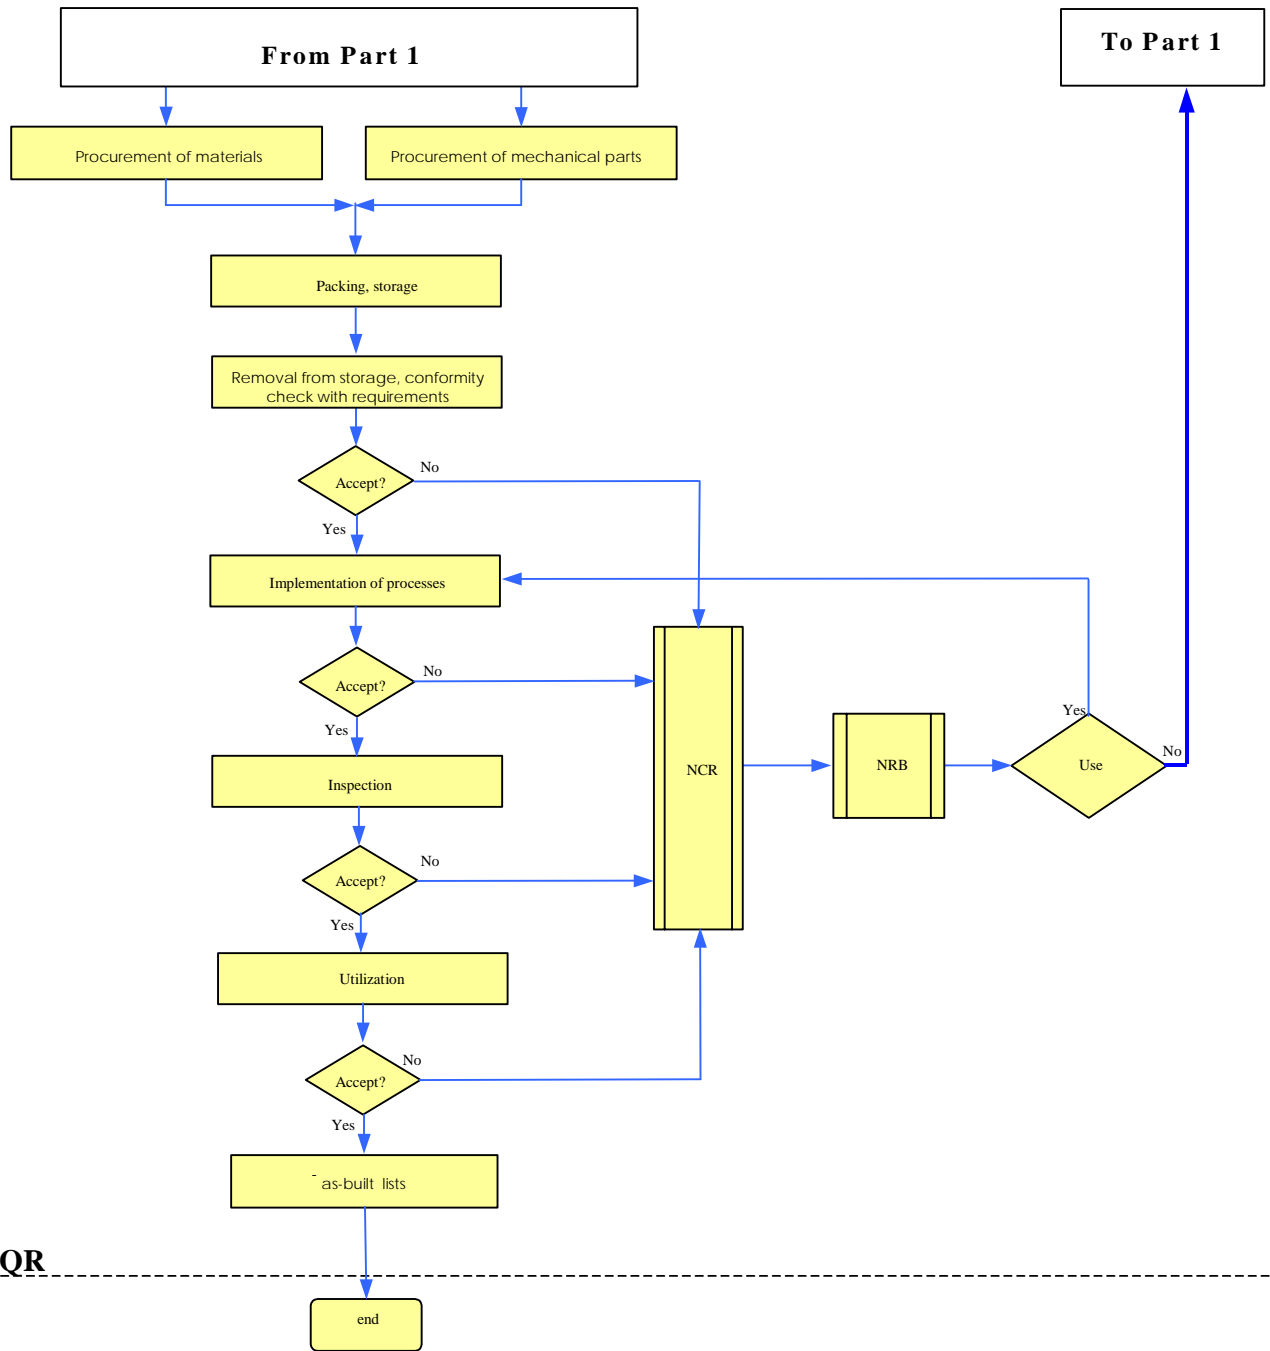 From Part 1
To Part 1
Procurement of materials
Procurement of mechanical parts
Packing, storage
Removal from storage, conformity
check with requirements
Accept?
No
Yes
Implementation of processes
Accept?
No
Yes
Inspection
Accept?
No
Yes
Utilization
Accept?
No
Yes
NCR
NRB
Use
Yes
No
- as-built lists
QR
end